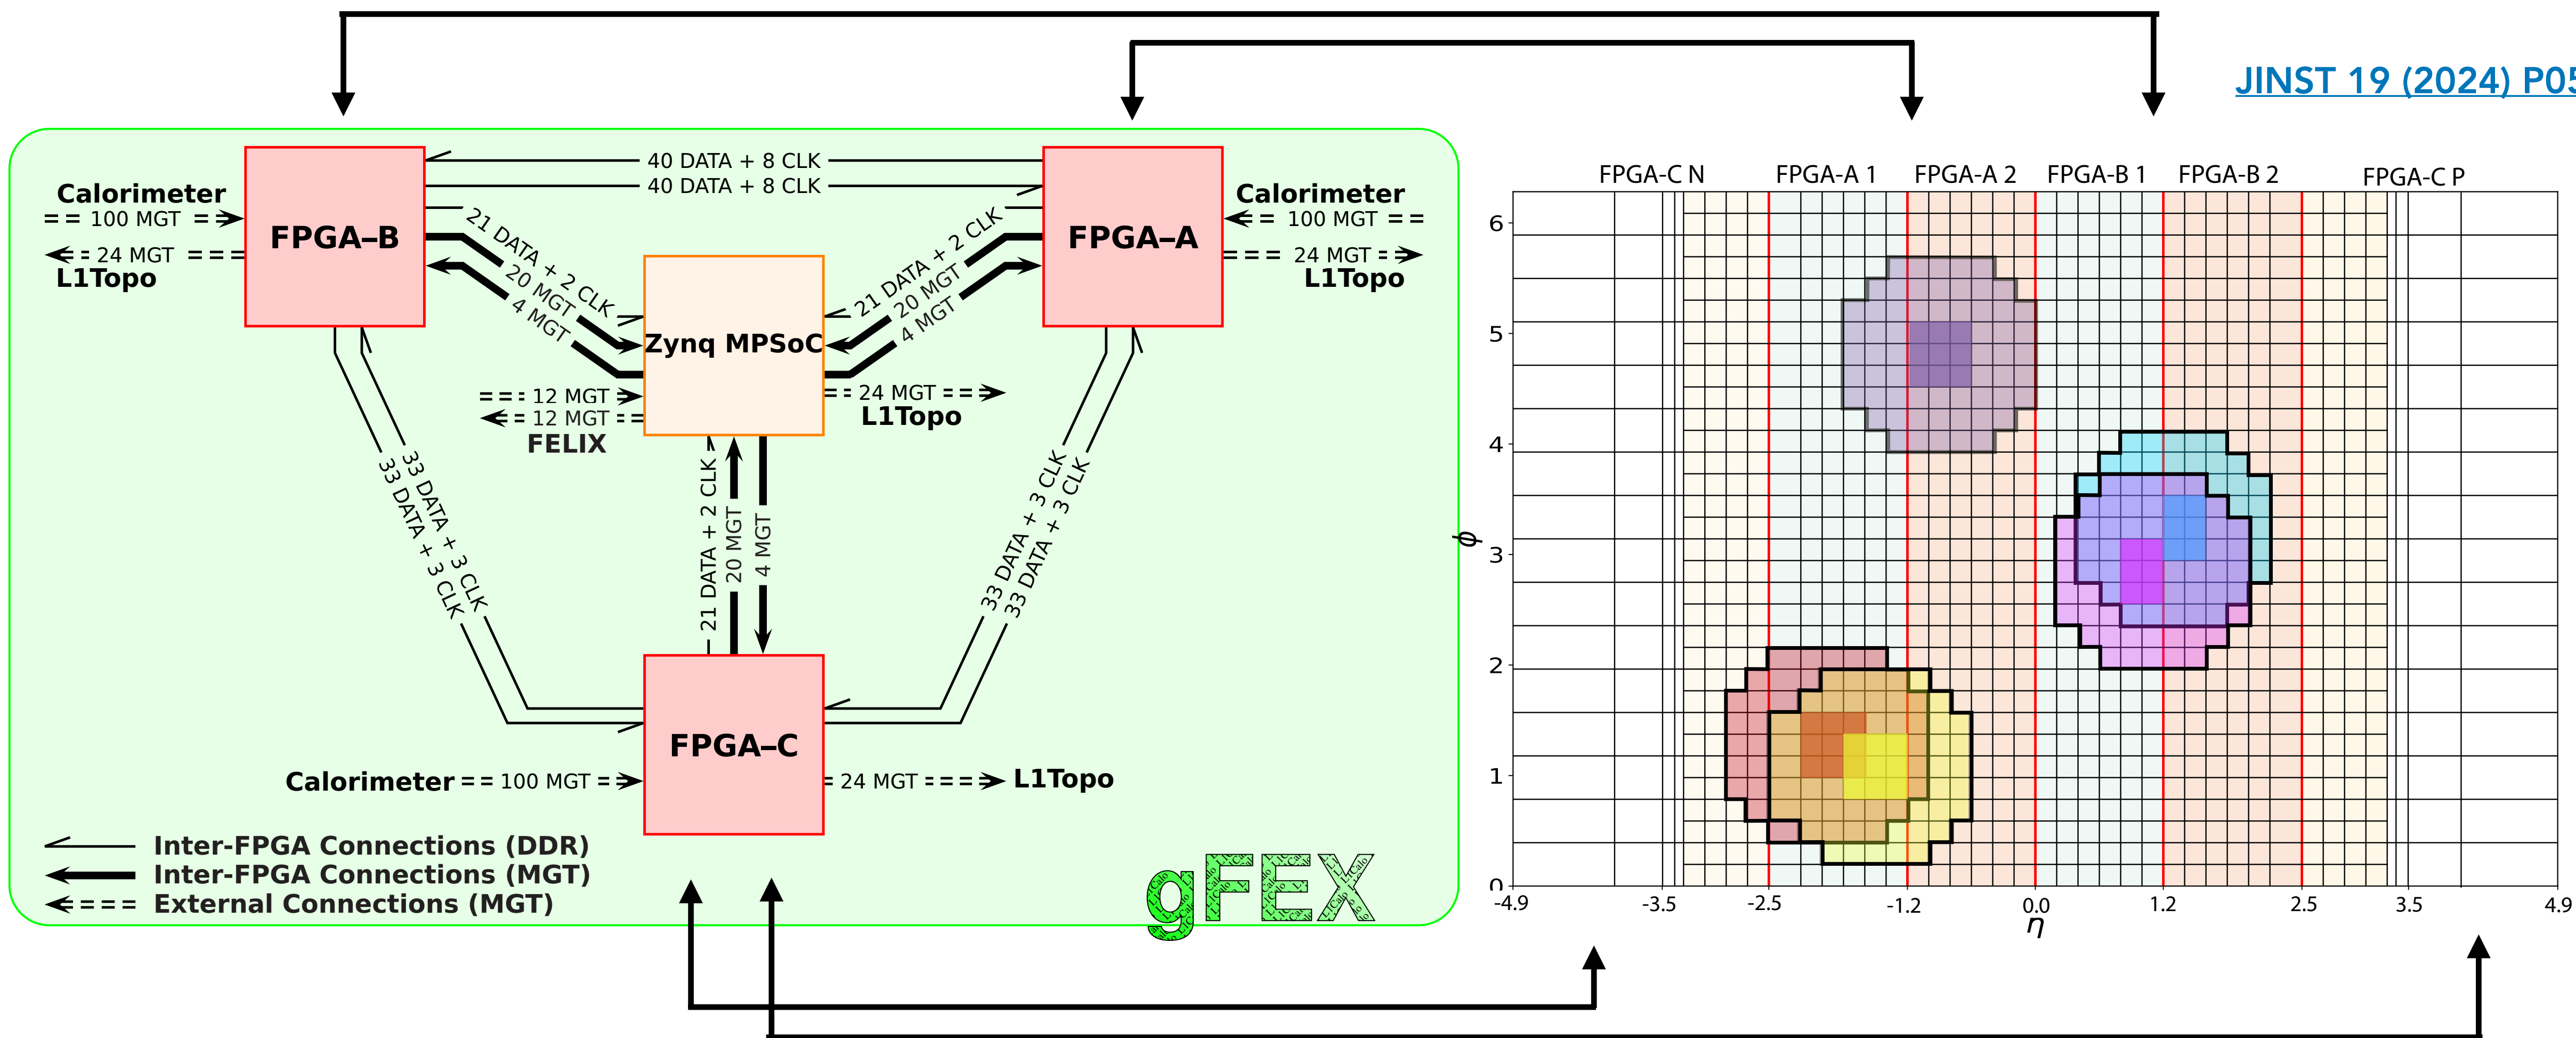 JINST 19 (2024) P05
FPGA–B
FPGA–A
Zynq MPSoC
FPGA–C
40 DATA + 8 CLK
40 DATA + 8 CLK
Calorimeter
100 MGT
24 MGT
L1Topo
Calorimeter
100 MGT
24 MGT
L1Topo
21 DATA + 2 CLK
20 MGT
4 MGT
21 DATA + 2 CLK
20 MGT
4 MGT
12 MGT
12 MGT
FELIX
24 MGT
L1Topo
33 DATA + 3 CLK
33 DATA + 3 CLK
21 DATA + 2 CLK
20 MGT
4 MGT
33 DATA + 3 CLK
33 DATA + 3 CLK
Calorimeter
100 MGT
24 MGT
L1Topo
Inter-FPGA Connections (DDR)
Inter-FPGA Connections (MGT)
External Connections (MGT)
gFEX
FPGA-C N
FPGA-A 1
FPGA-A 2
FPGA-B 1
FPGA-B 2
FPGA-C P
6
5
4
3
2
1
0
φ
-4.9
-3.5
-2.5
-1.2
0.0
1.2
2.5
3.5
4.9
η